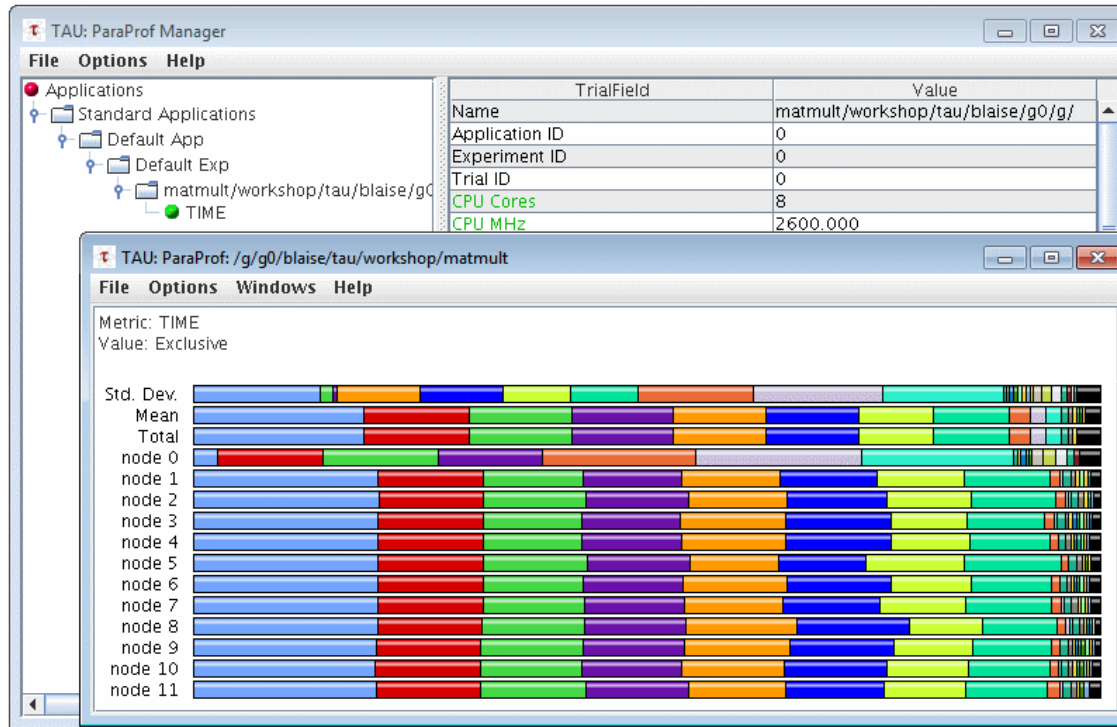 TAU: ParaProf Manager
File Options Help
Applications
Standard Applications
Default App
Default Exp
matmult/workshop/tau/blaise/g0
TIME
TrialField Value
Name matmult/workshop/tau/blaise/g0/g/
Application ID 0
Experiment ID 0
Trial ID 0
CPU Cores 8
CPU MHz 2600.000
TAU: ParaProf: /g/g0/blaise/tau/workshop/matmult
File Options Windows Help
Metric: TIME
Value: Exclusive
Std. Dev.
Mean
Total
node 0
node 1
node 2
node 3
node 4
node 5
node 6
node 7
node 8
node 9
node 10
node 11